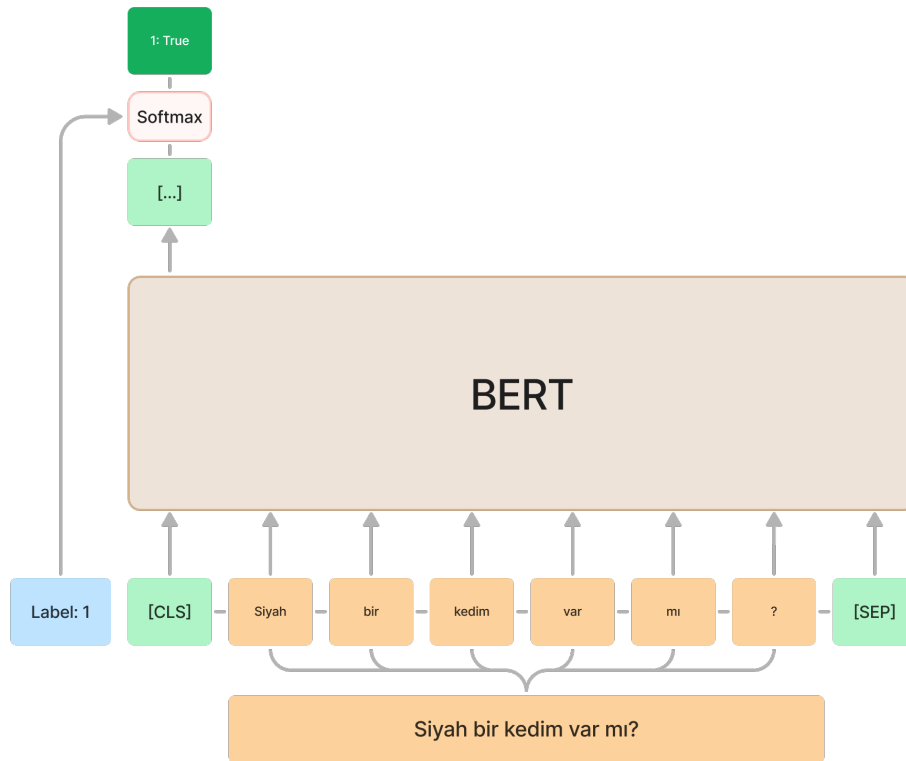 1: True
Softmax
[...]
BERT
Label: 1
[CLS]
Siyah
bir
kedim
var
mı
?
[SEP]
Siyah bir kedim var mı?